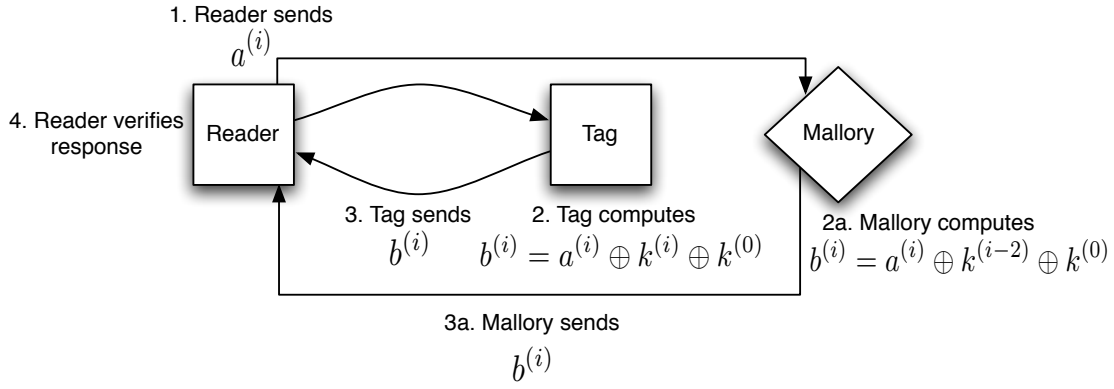 1. Reader sends
a^{(i)}
4. Reader verifies
response
Reader
Tag
Mallory
3. Tag sends
b^{(i)}
2. Tag computes
b^{(i)} = a^{(i)} ⊕ k^{(i)} ⊕ k^{(0)}
2a. Mallory computes
b^{(i)} = a^{(i)} ⊕ k^{(i-2)} ⊕ k^{(0)}
3a. Mallory sends
b^{(i)}